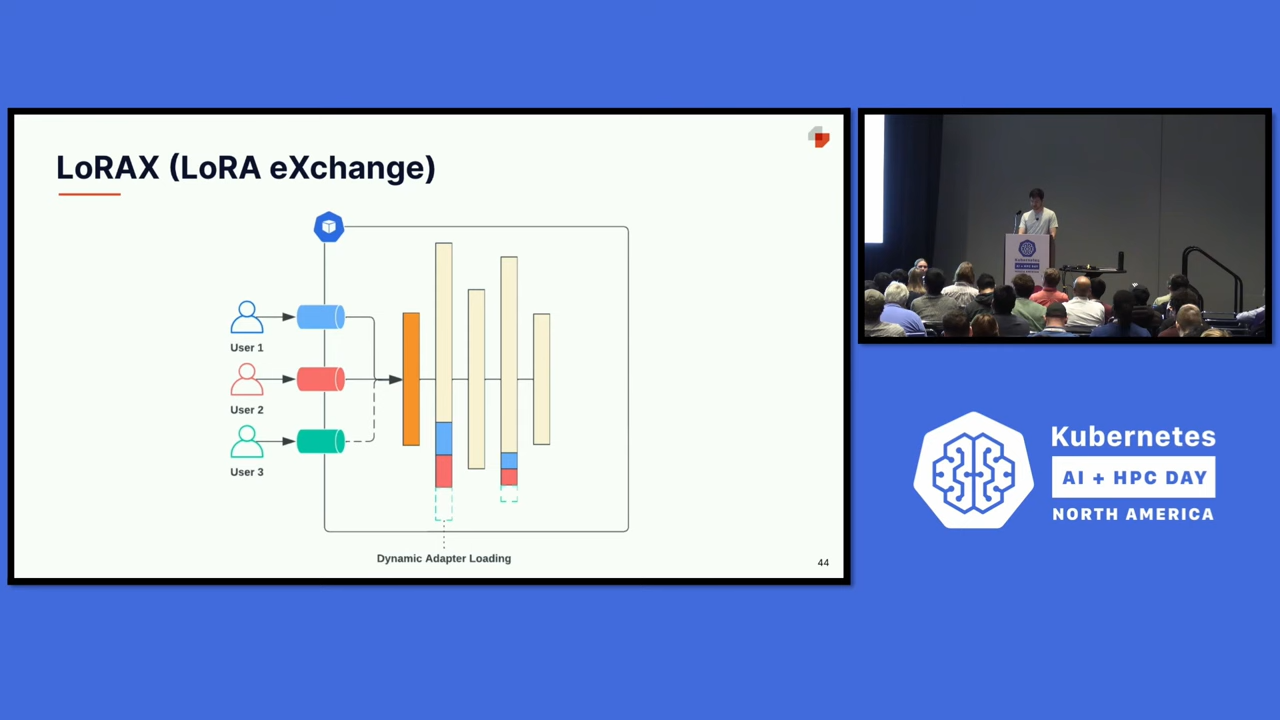 LoRAX (LoRA eXchange)
User 1
User 2
User 3
Dynamic Adapter Loading
44
Kubernetes
AI + HPC DAY
NORTH AMERICA